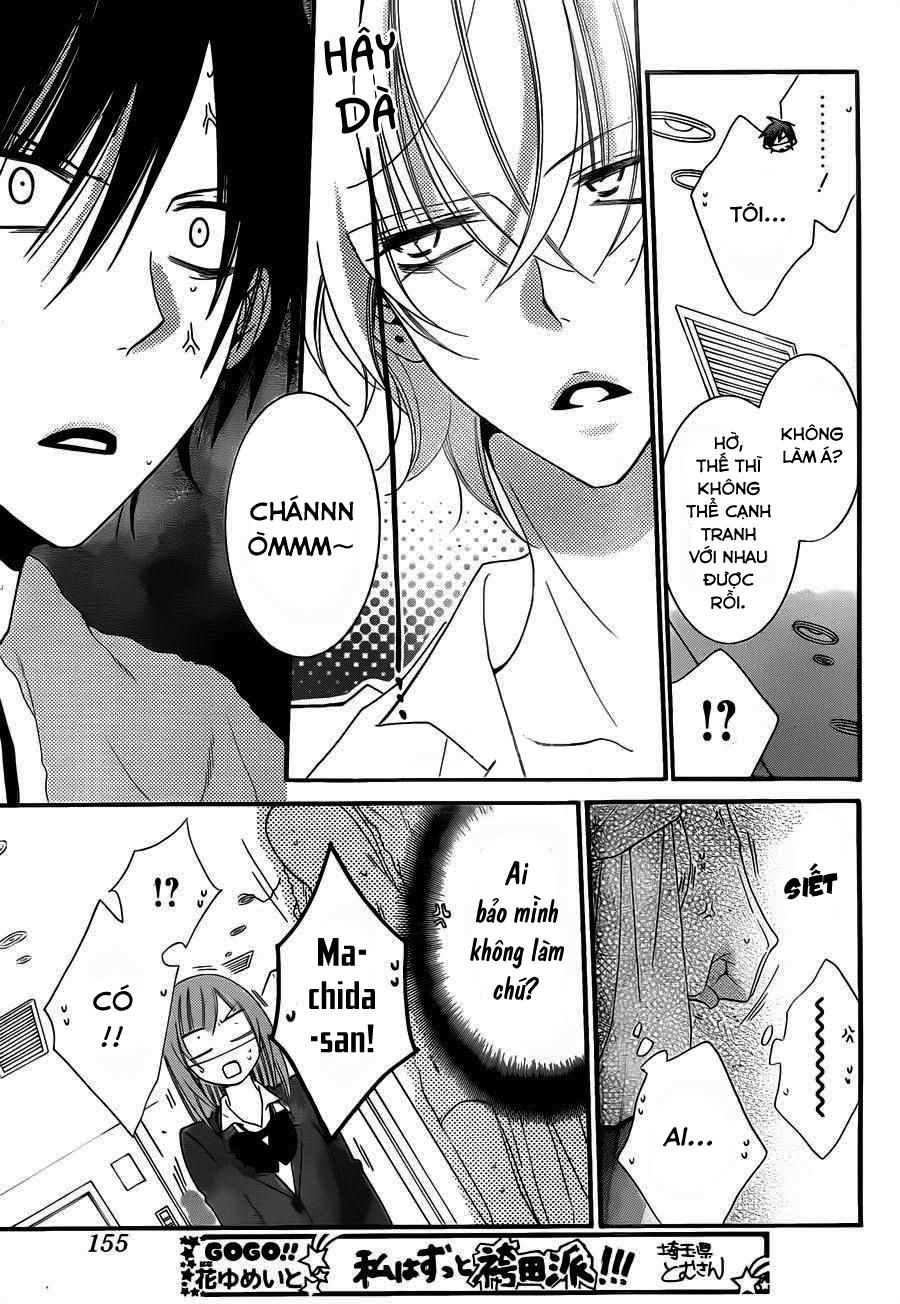 .........
TÔI...
KHÔNG
LÀM Á?
HỜ,
THẾ THÌ
KHÔNG
THỂ CẠNH
TRANH
VỚI NHAU
ĐƯỢC
RỒI.
!?
HÂY
DÀ
CHÁNNN
ÒMMM~
SIẾT
AI...
Ai
bảo mình
không làm
chứ?
Ma-
chida
-san!
!?
CÓ
!!
155
GOGO!!
花ゆめいと
私はずっと袴田派!!!
埼玉県
とむさん